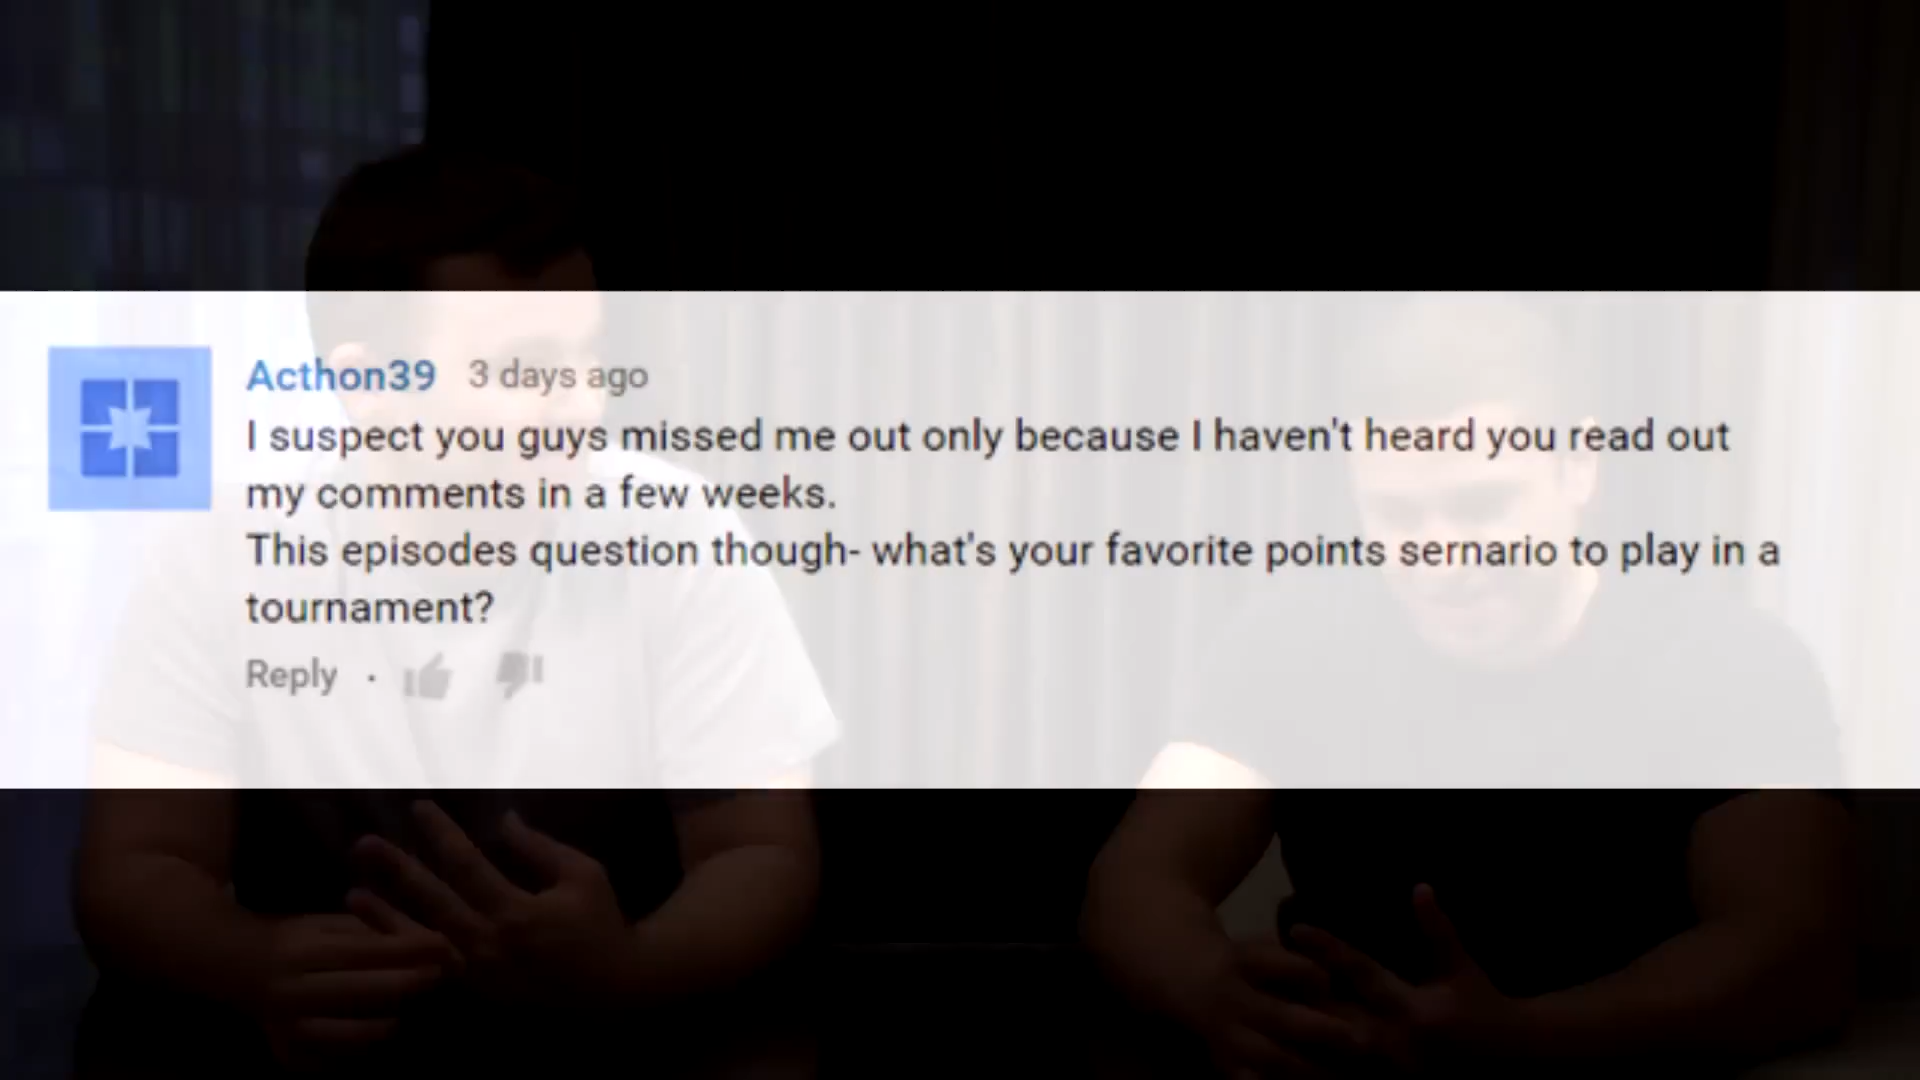 Acthon39 3 days ago
I suspect you guys missed me out only because I haven't heard you read out
my comments in a few weeks.
This episodes question though- what's your favorite points sernario to play in a
tournament?
Reply ·